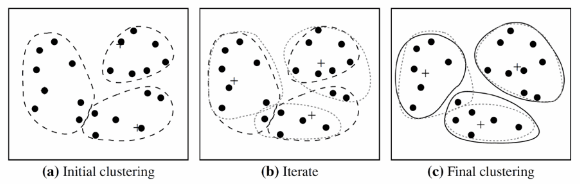 (a) Initial clustering
(b) Iterate
(c) Final clustering